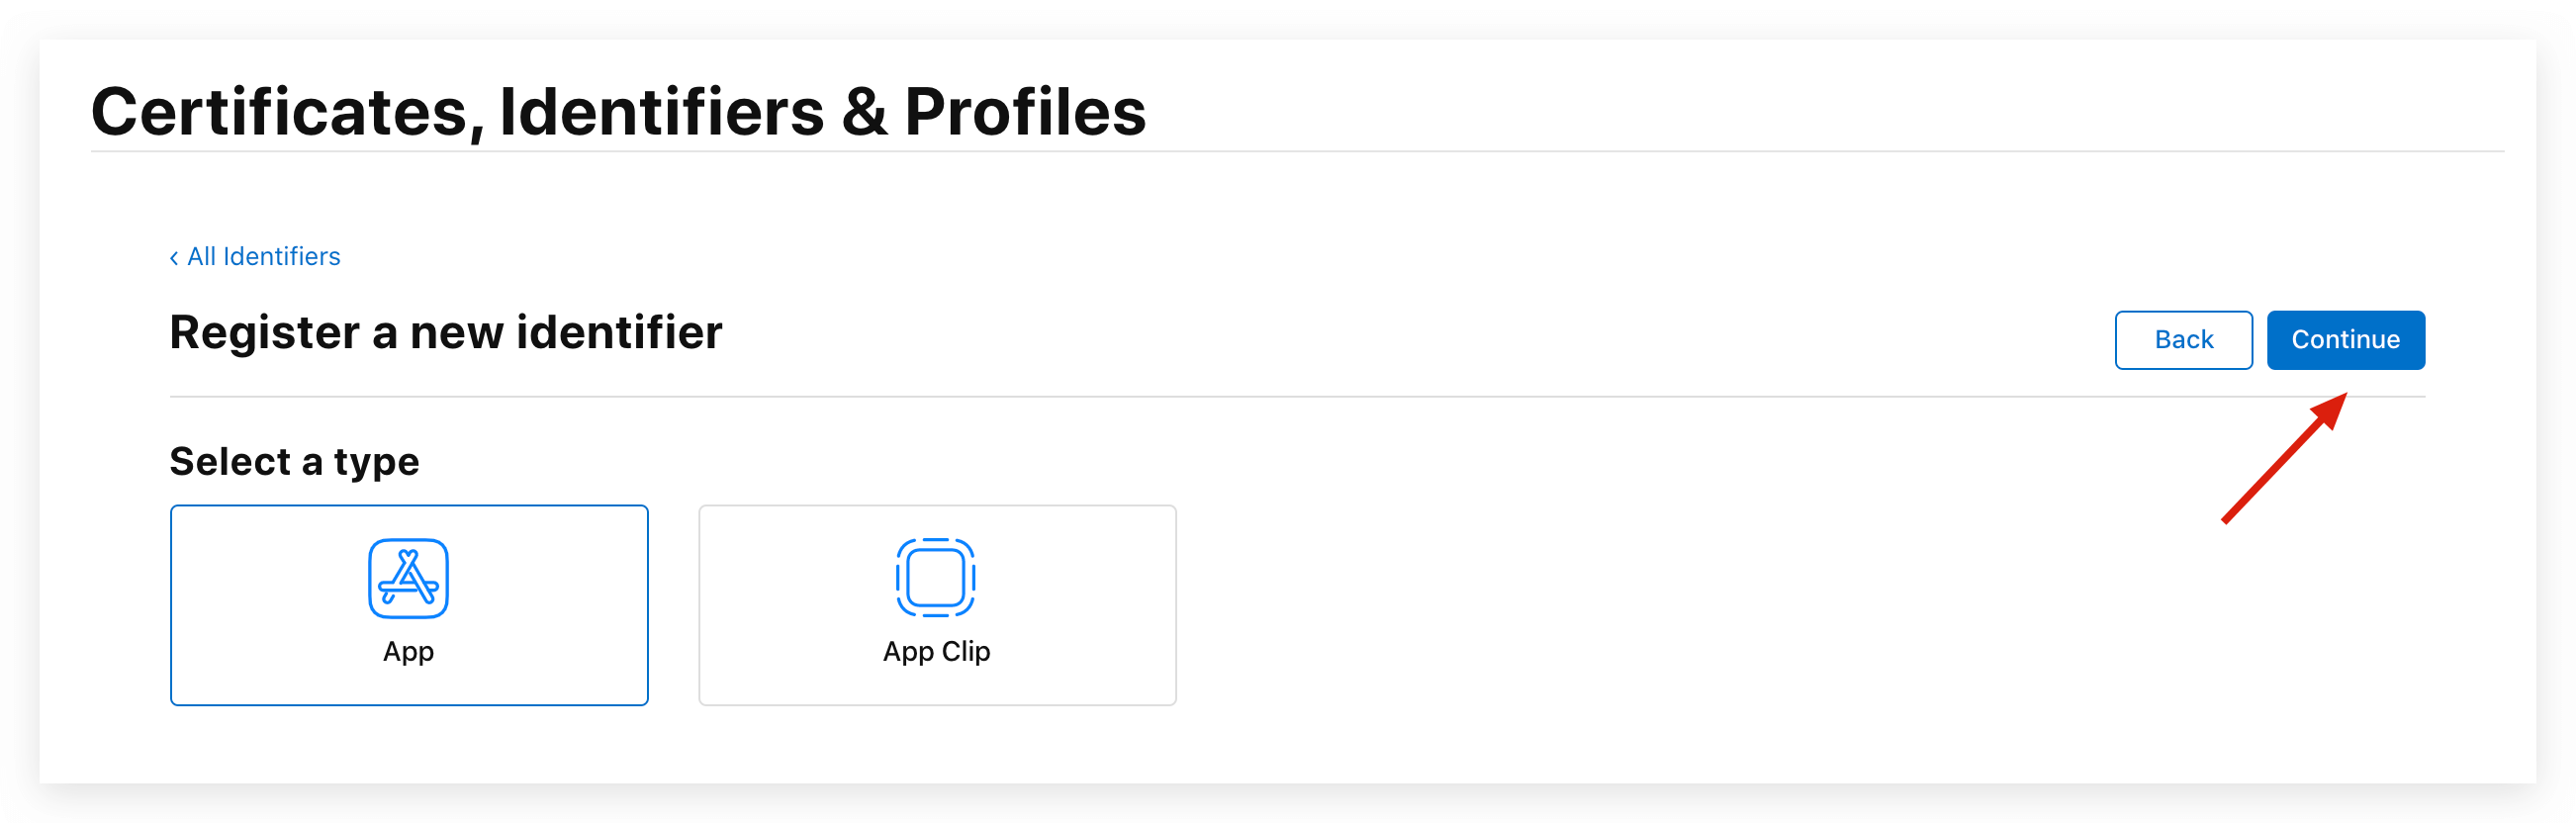 Certificates, Identifiers & Profiles
‹ All Identifiers
Register a new identifier
Back
Continue
Select a type
App
App Clip